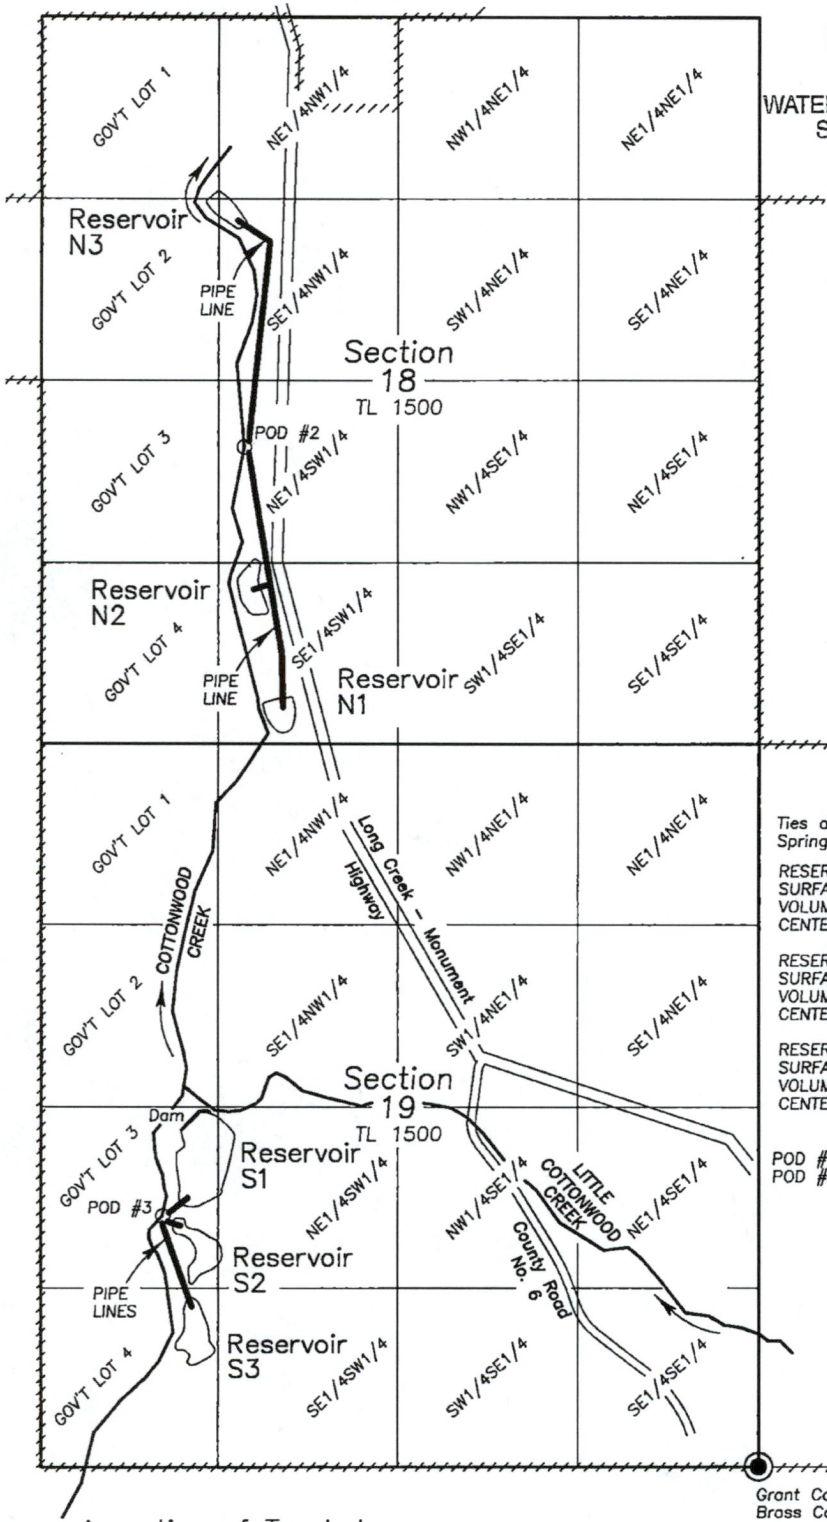 GOV'T LOT 1
NE1/4NW1/4
NW1/4NE1/4
NE1/4NE1/4
Reservoir
N3
GOV'T LOT 2
PIPE
LINE
SE1/4NW1/4
SW1/4NE1/4
SE1/4NE1/4
Section
18
TL 1500
POD #2
GOV'T LOT 3
NE1/4SW1/4
NW1/4SE1/4
NE1/4SE1/4
Reservoir
N2
GOV'T LOT 4
PIPE
LINE
SE1/4SW1/4
Reservoir
N1
SW1/4SE1/4
SE1/4SE1/4
GOV'T LOT 1
NE1/4NW1/4
NW1/4NE1/4
NE1/4NE1/4
Long Creek - Monument
Highway
COTTONWOOD
CREEK
GOV'T LOT 2
SE1/4NW1/4
SW1/4NE1/4
SE1/4NE1/4
Section
19
TL 1500
Dam
GOV'T LOT 3
Reservoir
S1
NE1/4SW1/4
NW1/4SE1/4
LITTLE
COTTONWOOD
CREEK
NE1/4SE1/4
POD #3
Reservoir
S2
PIPE
LINES
County Road
No. 6
Reservoir
S3
GOV'T LOT 4
SE1/4SW1/4
SW1/4SE1/4
SE1/4SE1/4
Ties
Spring
RESER
SURFA
VOLUM
CENTE
RESER
SURFA
VOLUM
CENTE
RESER
SURFA
VOLUM
CENTE
POD #
POD #
Grant Co
Brass Ca